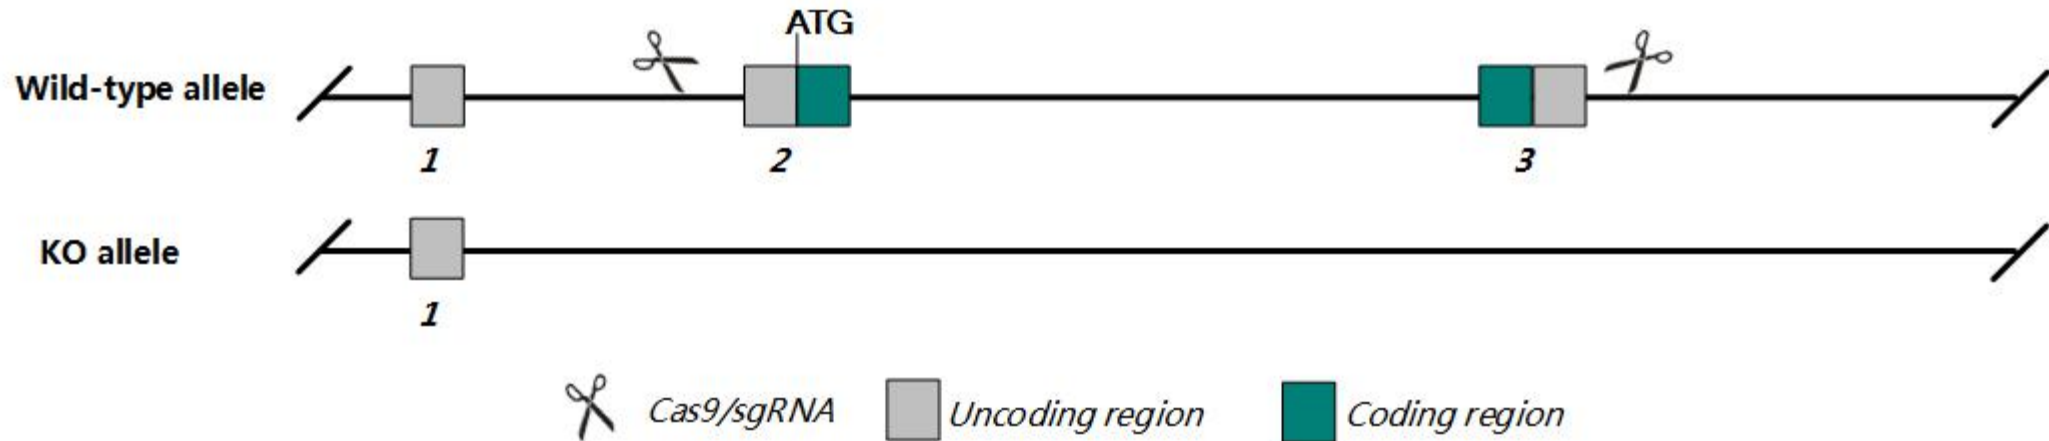 ATG
Wild-type allele
1 2 3
KO allele
1
Cas9/sgRNA Uncoding region Coding region